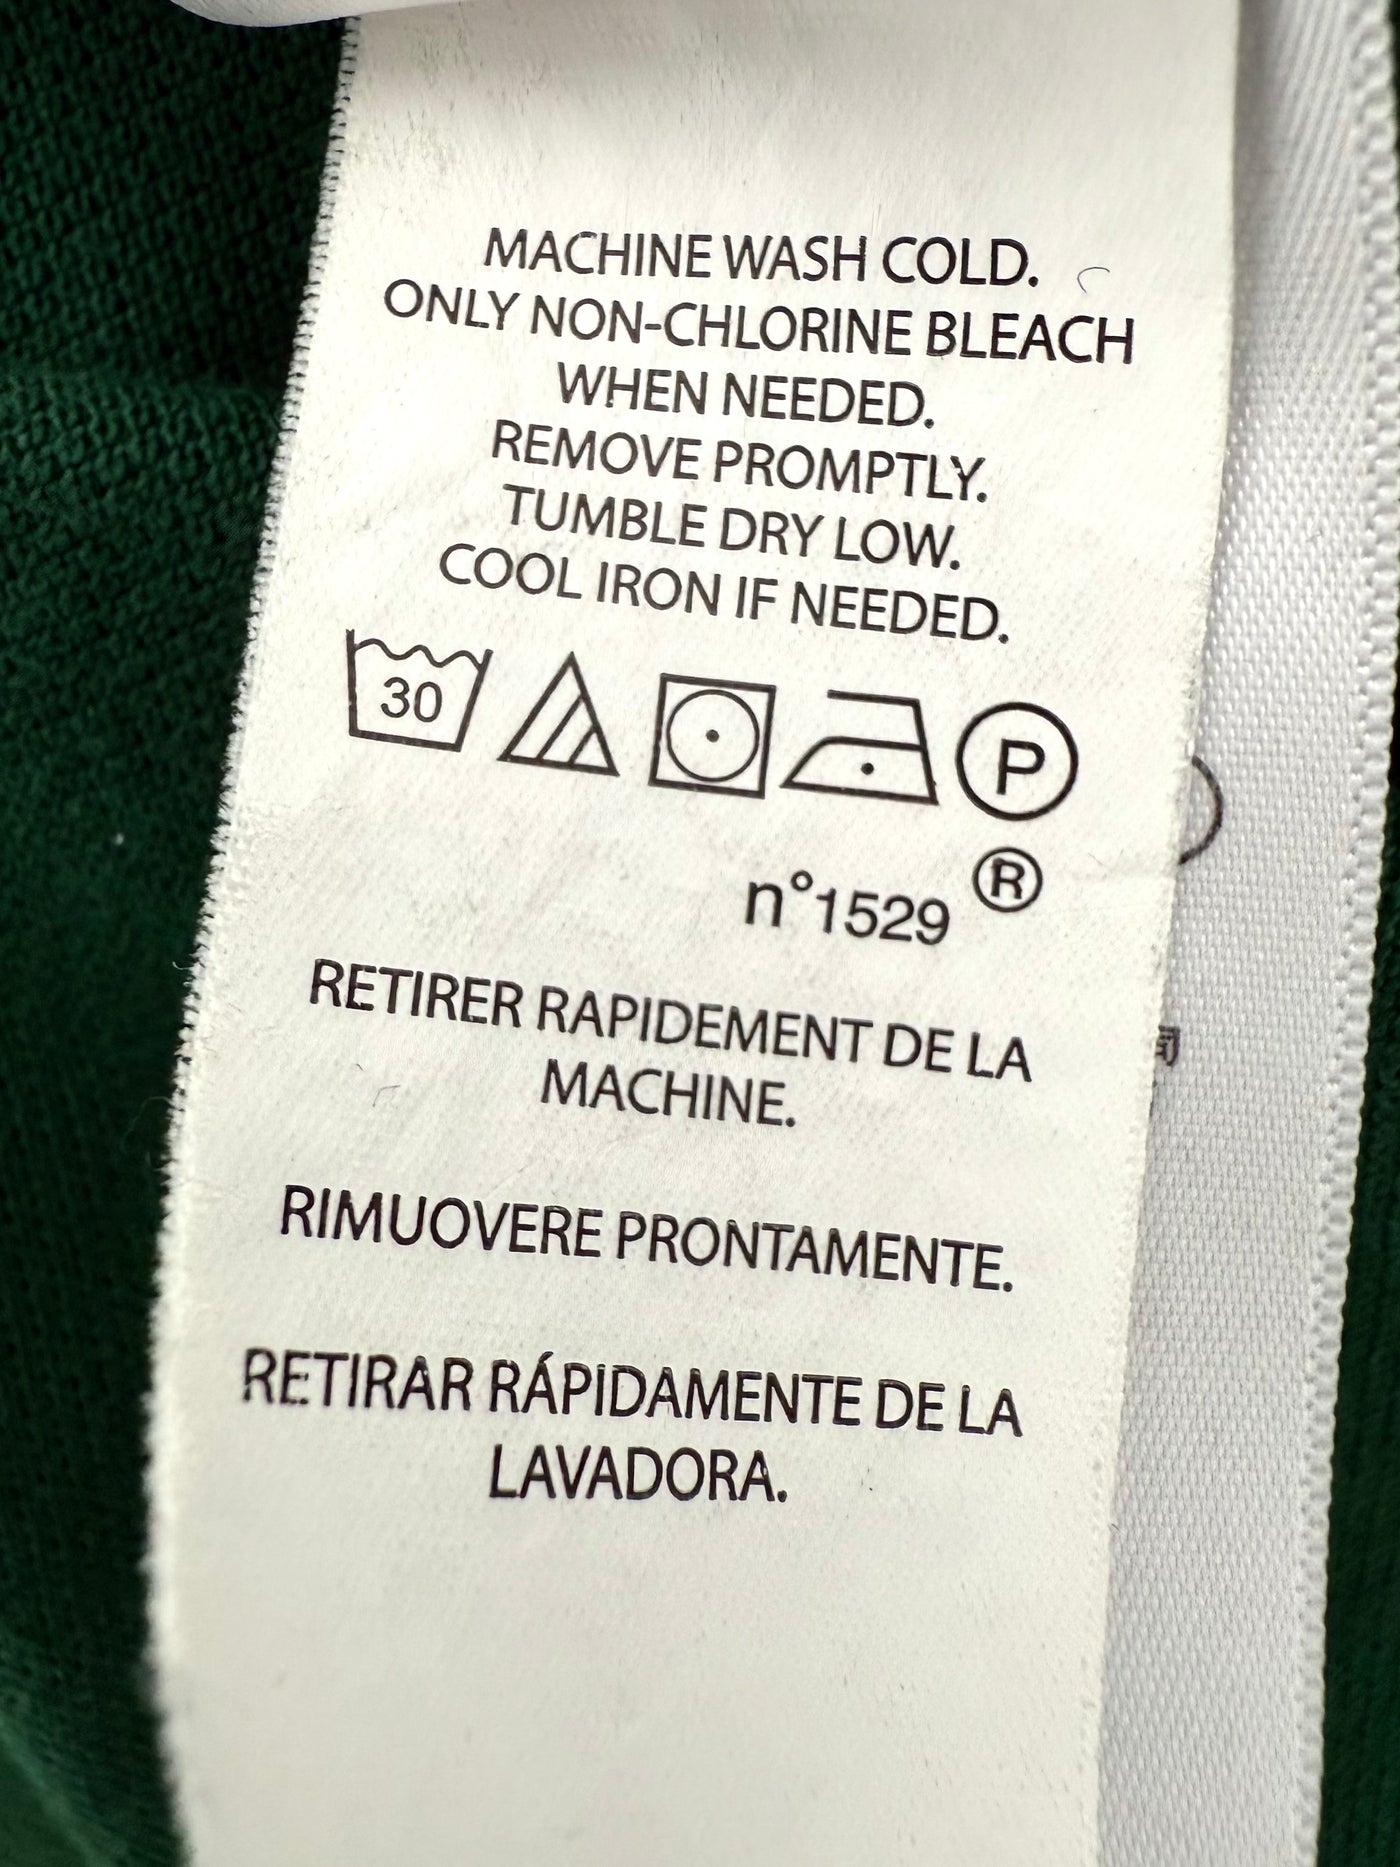 MACHINE WASH COLD.
ONLY NON-CHLORINE BLEACH
WHEN NEEDED.
REMOVE PROMPTLY.
TUMBLE DRY LOW.
COOL IRON IF NEEDED.
30 P
n°1529 ®
RETIRER RAPIDEMENT DE LA
MACHINE.
RIMUOVERE PRONTAMENTE.
RETIRAR RÁPIDAMENTE DE LA
LAVADORA.